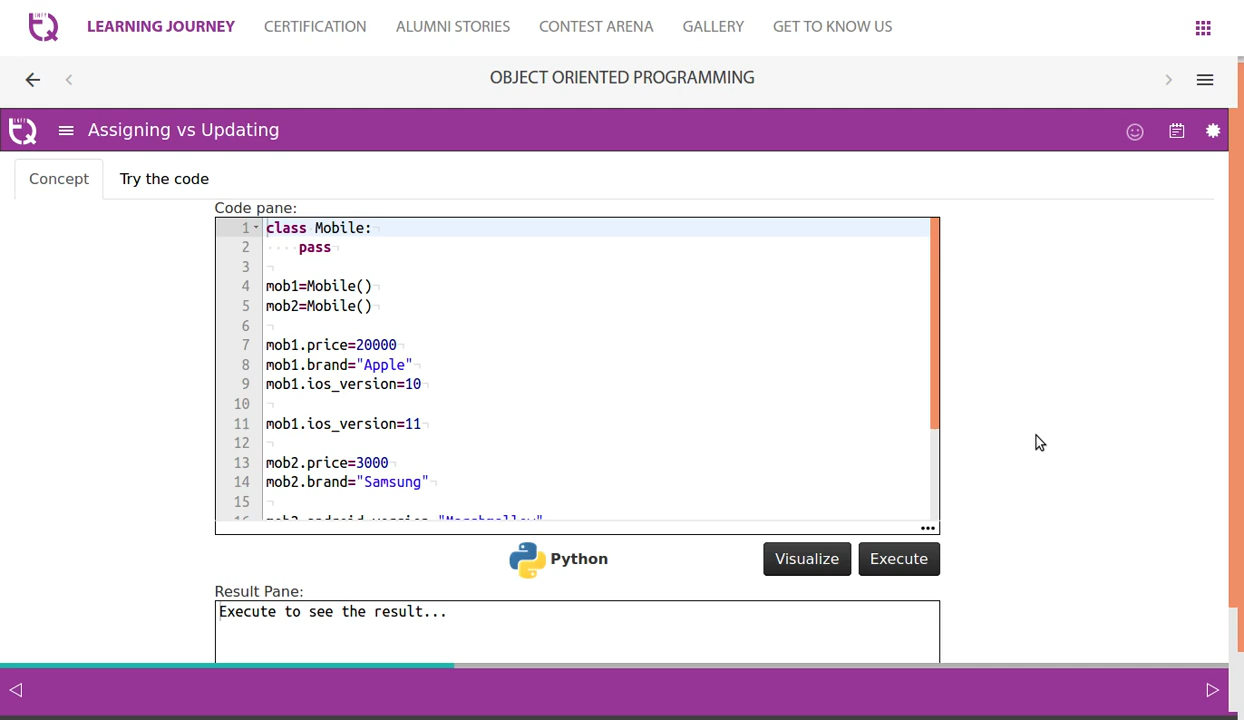 LEARNING JOURNEY CERTIFICATION ALUMNI STORIES CONTEST ARENA GALLERY GET TO KNOW US
OBJECT ORIENTED PROGRAMMING
Assigning vs Updating
Concept Try the code
Code pane:
1 class Mobile:
2 pass
3
4 mob1=Mobile()
5 mob2=Mobile()
6
7 mob1.price=20000
8 mob1.brand="Apple"
9 mob1.ios_version=10
10
11 mob1.ios_version=11
12
13 mob2.price=3000
14 mob2.brand="Samsung"
15
Python Visualize Execute
Result Pane:
Execute to see the result...